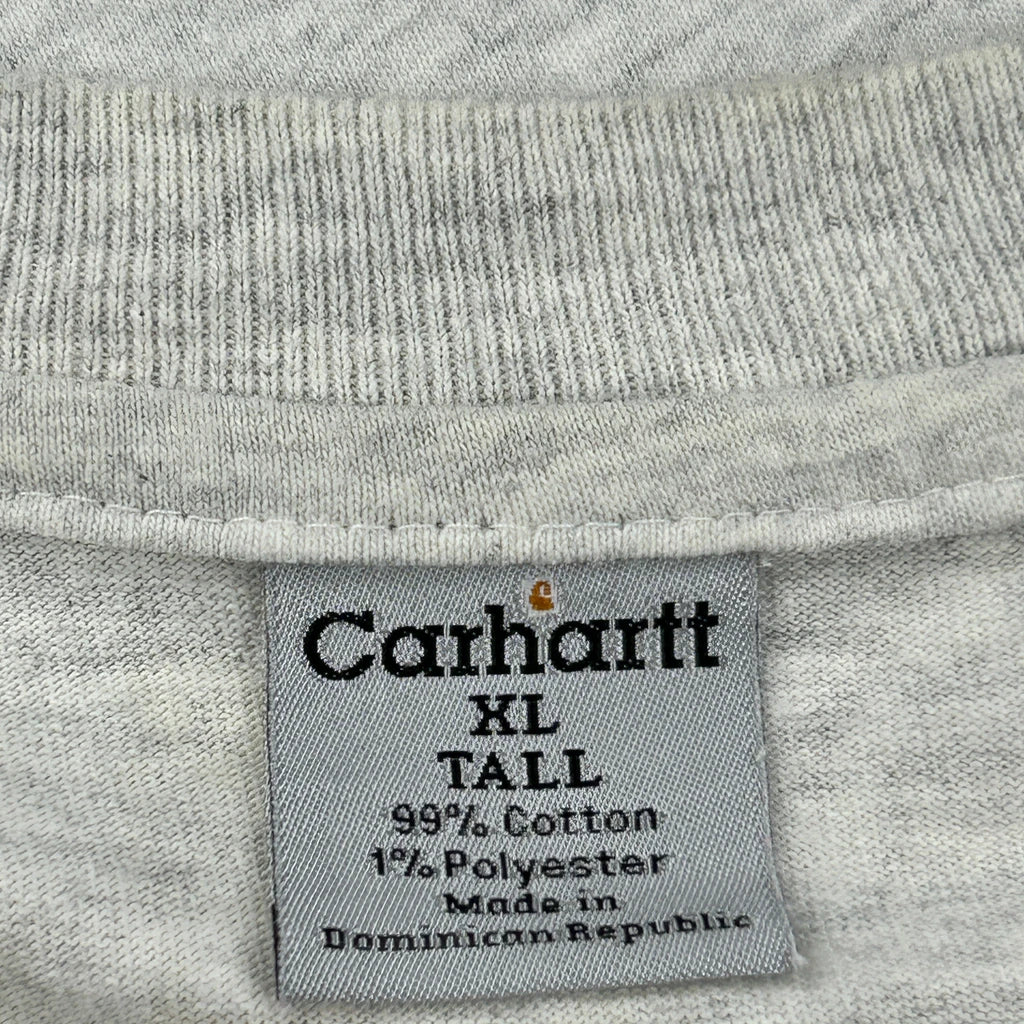 Carhartt
XL
TALL
99% Cotton
1% Polyester
Made in
Dominican Republic